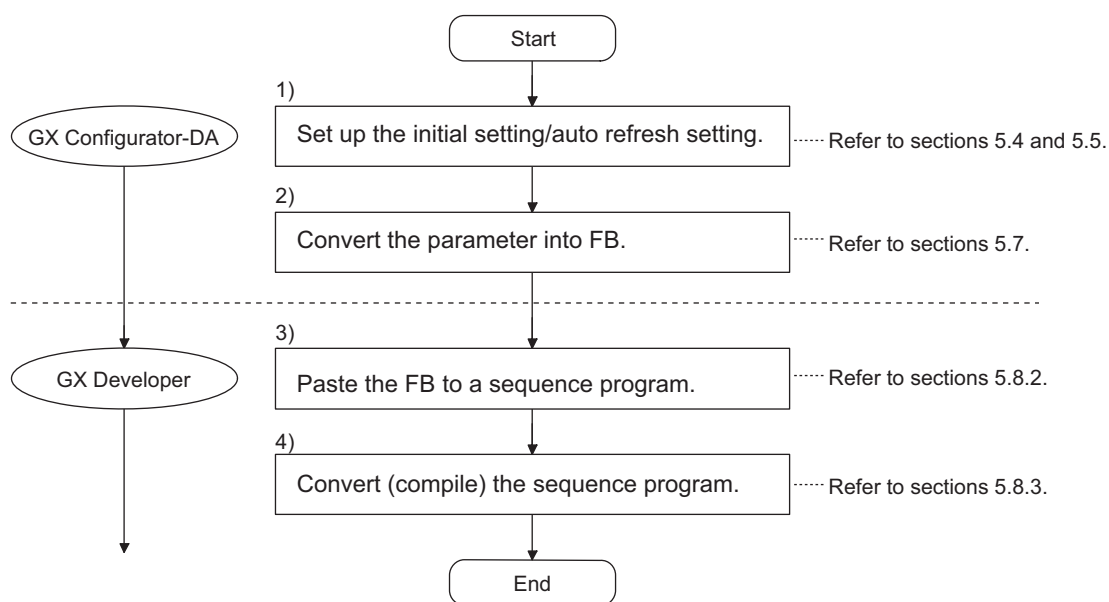 Start
1)
GX Configurator-DA
Set up the initial setting/auto refresh setting.
Refer to sections 5.4 and 5.5.
2)
Convert the parameter into FB.
Refer to sections 5.7.
3)
GX Developer
Paste the FB to a sequence program.
Refer to sections 5.8.2.
4)
Convert (compile) the sequence program.
Refer to sections 5.8.3.
End